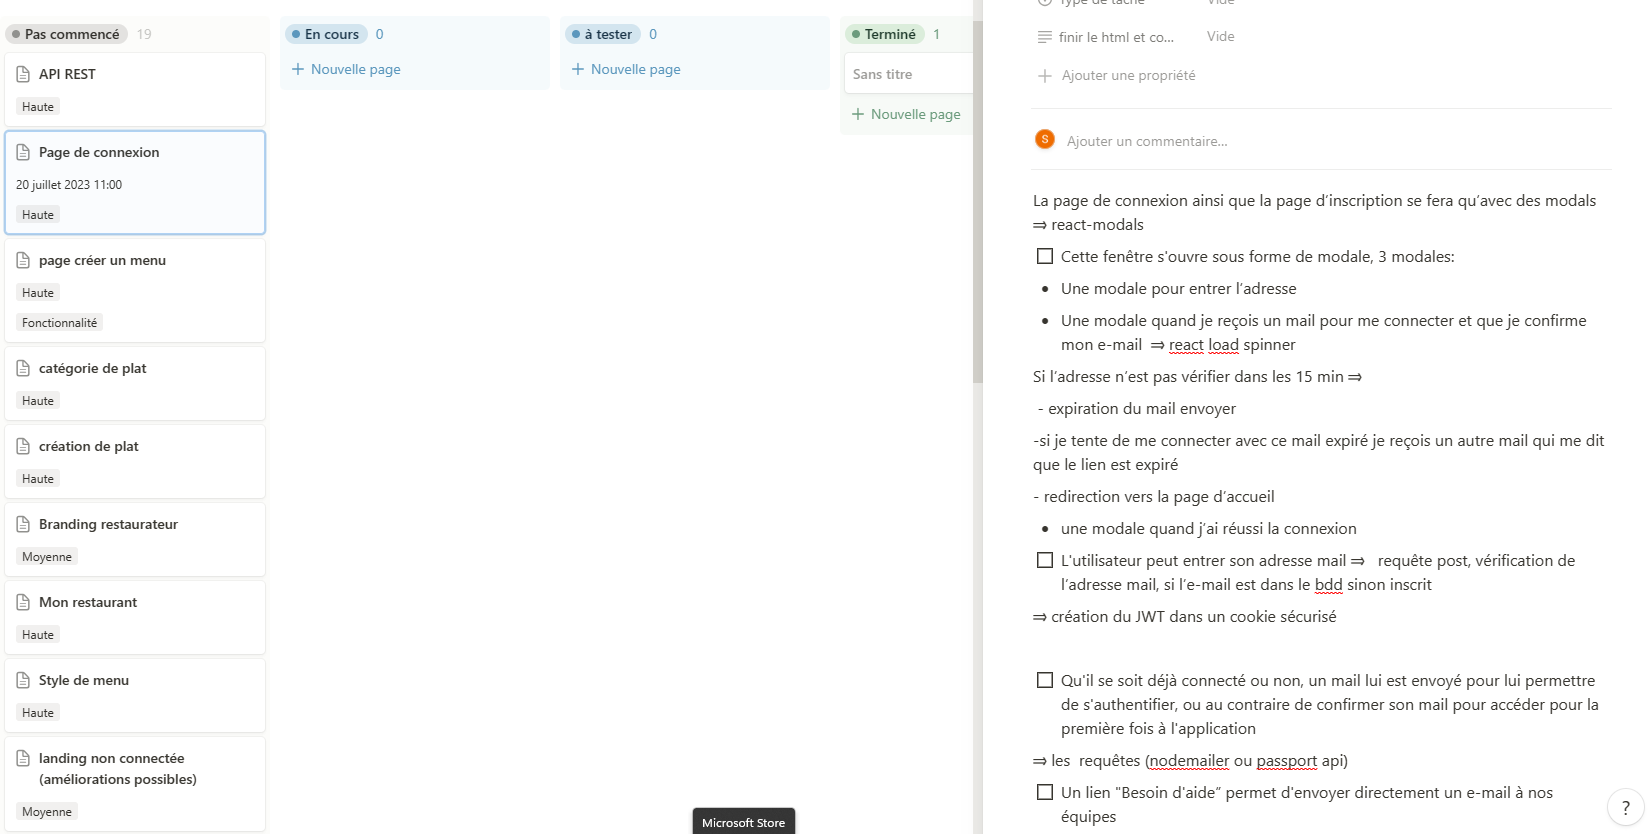 Pas commencé 19
API REST
Haute
Page de connexion
20 juillet 2023 11:00
Haute
page créer un menu
Haute
Fonctionnalité
catégorie de plat
Haute
création de plat
Haute
Branding restaurateur
Moyenne
Mon restaurant
Haute
Style de menu
Haute
landing non connectée
(améliorations possibles)
Moyenne
En cours 0
+ Nouvelle page
à tester 0
+ Nouvelle page
Terminé 1
Sans titre
+ Nouvelle page
Type de tâche Vide
finir le html et co... Vide
+ Ajouter une propriété
S Ajouter un commentaire...
La page de connexion ainsi que la page d’inscription se fera qu’avec des modals
⇒ react-modals
Cette fenêtre s'ouvre sous forme de modale, 3 modales:
• Une modale pour entrer l’adresse
• Une modale quand je reçois un mail pour me connecter et que je confirme
mon e-mail ⇒ react load spinner
Si l’adresse n’est pas vérifier dans les 15 min ⇒
- expiration du mail envoyer
-si je tente de me connecter avec ce mail expiré je reçois un autre mail qui me dit
que le lien est expiré
- redirection vers la page d’accueil
• une modale quand j’ai réussi la connexion
L'utilisateur peut entrer son adresse mail ⇒ requête post, vérification de
l’adresse mail, si l’e-mail est dans le bdd sinon inscrit
⇒ création du JWT dans un cookie sécurisé
Qu'il se soit déjà connecté ou non, un mail lui est envoyé pour lui permettre
de s'authentifier, ou au contraire de confirmer son mail pour accéder pour la
première fois à l'application
⇒ les requêtes (nodemailer ou passport api)
Un lien "Besoin d'aide” permet d'envoyer directement un e-mail à nos
équipes
Microsoft Store
?